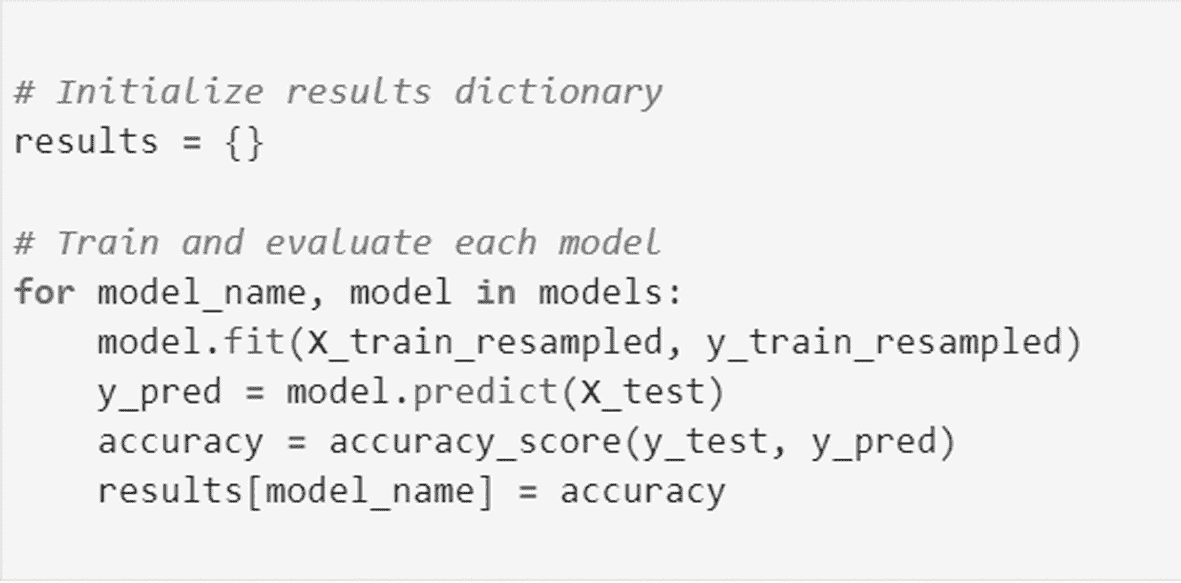 # Initialize results dictionary
results = {}
# Train and evaluate each model
for model_name, model in models:
    model.fit(X_train_resampled, y_train_resampled)
    y_pred = model.predict(X_test)
    accuracy = accuracy_score(y_test, y_pred)
    results[model_name] = accuracy